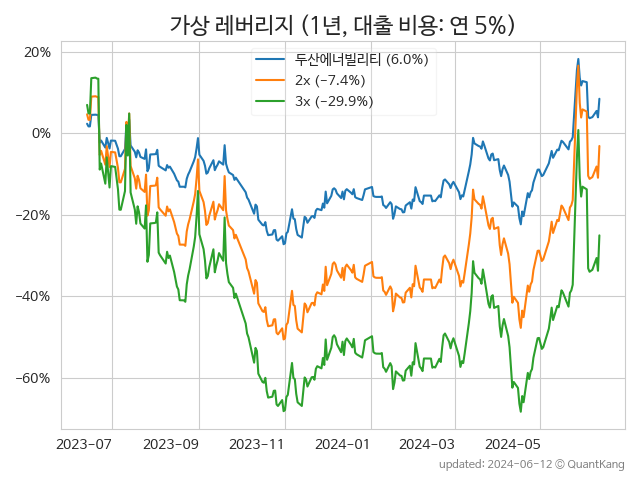 가상 레버리지 (1년, 대출 비용: 연 5%)
두산에너빌리티 (6.0%)
2x (−7.4%)
3x (−29.9%)
20%
0%
−20%
−40%
−60%
2023-07 2023-09 2023-11 2024-01 2024-03 2024-05
updated: 2024-06-12 © QuantKang